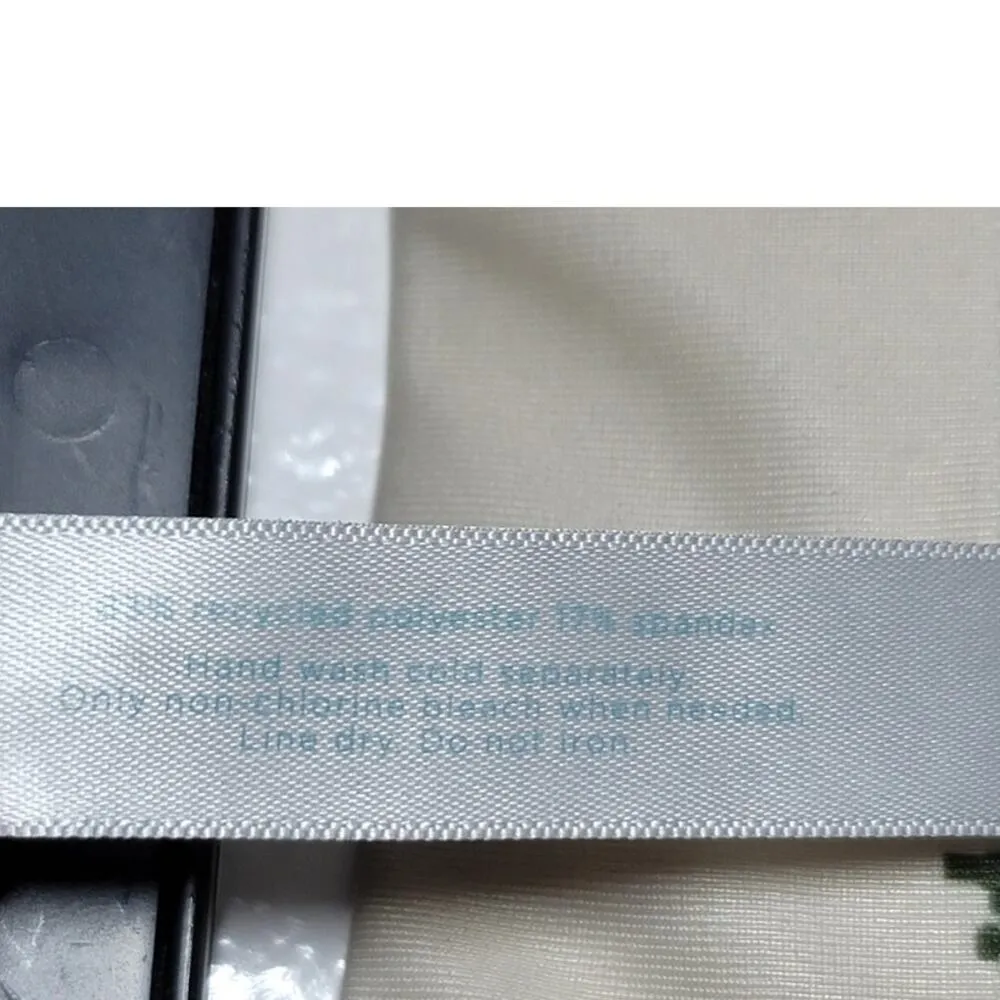 recycled polyester 17% spandex
Hand wash cold separately.
Only non-chlorine bleach when needed.
Line dry. Do not iron.